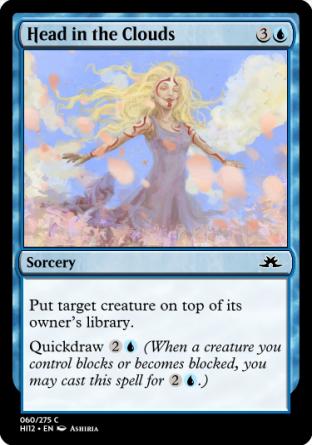 Head in the Clouds 3
Sorcery
Put target creature on top of its
owner's library.
Quickdraw 2 (When a creature you
control blocks or becomes blocked, you
may cast this spell for 2 .)
060/275 C
HI12 • EN Ashiria